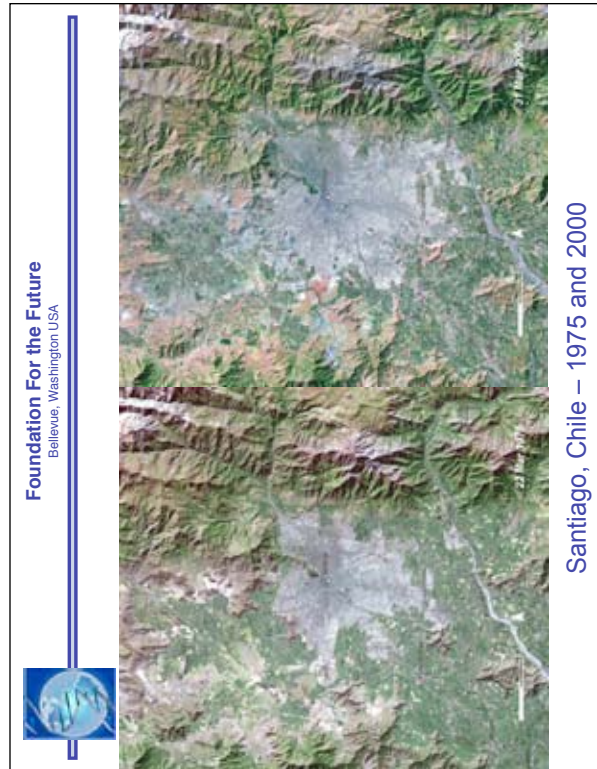 Foundation For the Future
Bellevue, Washington USA
Santiago, Chile – 1975 and 2000